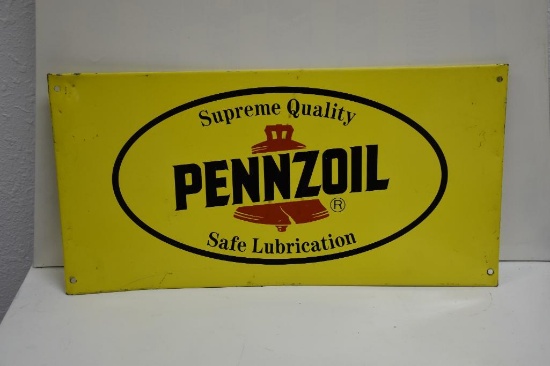 Supreme Quality
PENNZOIL
®
Safe Lubrication